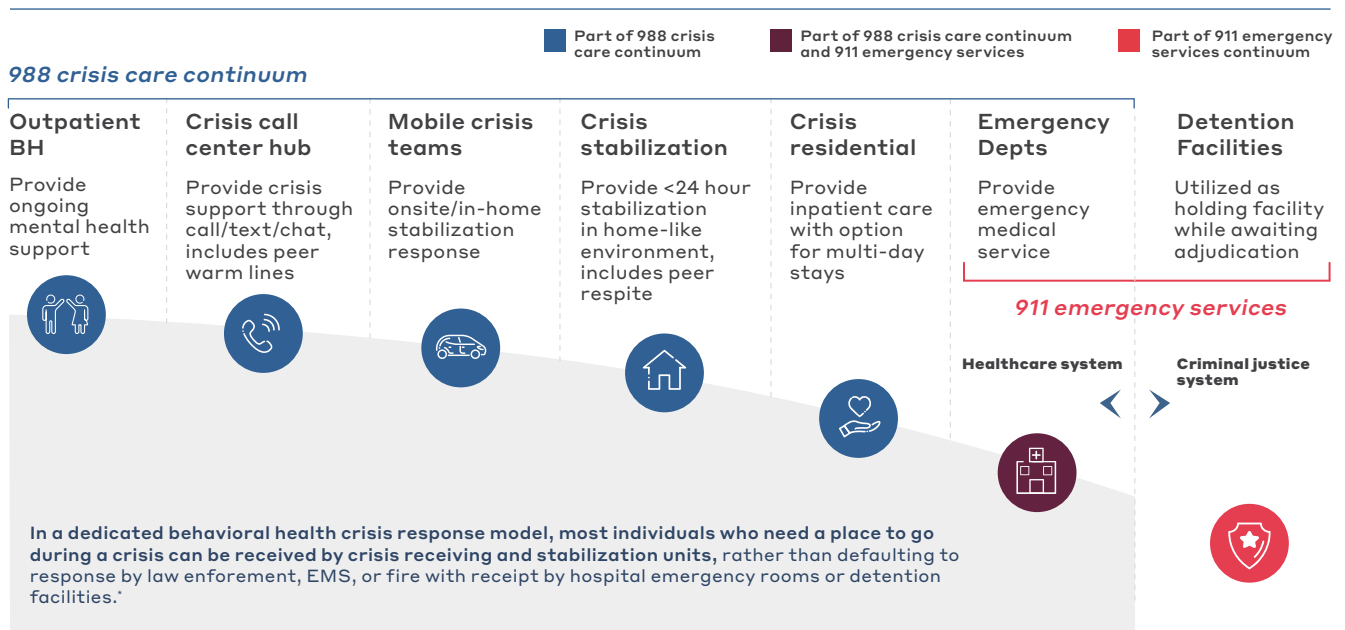 Part of 988 crisis
care continuum
Part of 988 crisis care continuum
and 911 emergency services
Part of 911 emergency
services continuum
988 crisis care continuum
Outpatient
BH
Provide
ongoing
mental health
support
Crisis call
center hub
Provide crisis
support through
call/text/chat,
includes peer
warm lines
Mobile crisis
teams
Provide
onsite/in-home
stabilization
response
Crisis
stabilization
Provide <24 hour
stabilization
in home-like
environment,
includes peer
respite
Crisis
residential
Provide
inpatient care
with option
for multi-day
stays
Emergency
Depts
Provide
emergency
medical
service
Detention
Facilities
Utilized as
holding facility
while awaiting
adjudication
911 emergency services
Healthcare system
Criminal justice
system
In a dedicated behavioral health crisis response model, most individuals who need a place to go
during a crisis can be received by crisis receiving and stabilization units, rather than defaulting to
response by law enforement, EMS, or fire with receipt by hospital emergency rooms or detention
facilities.*